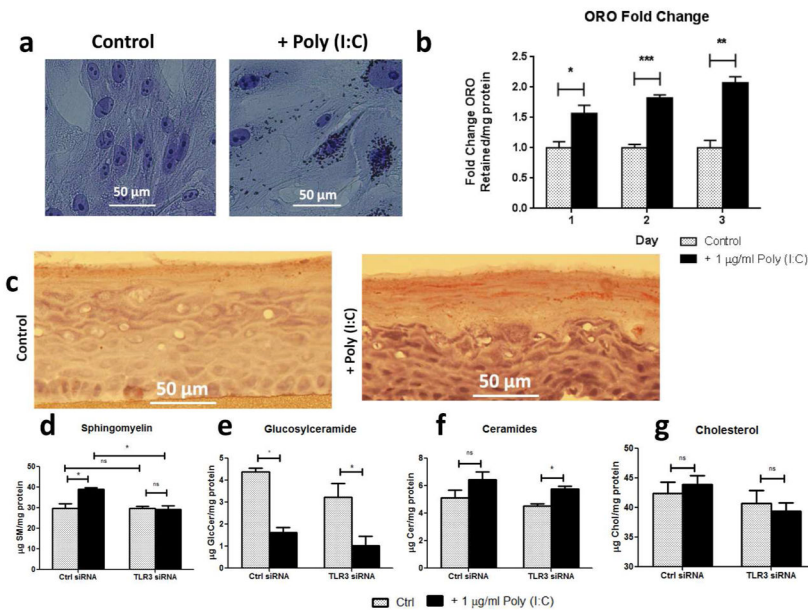 a
Control
+ Poly (I:C)
50 µm
50 µm
b
ORO Fold Change
Fold Change ORO
Retained/mg protein
2.5
2.0
1.5
1.0
0.5
0.0
*
***
**
1
2
3
Day
Control
+ 1 µg/ml Poly (I:C)
c
Control
50 µm
+ Poly (I:C)
50 µm
d
Sphingomyelin
µg SM/mg protein
50
40
30
20
10
0
*
ns
*
ns
Ctrl siRNA
TLR3 siRNA
e
Glucosylceramide
µg GlcCer/mg protein
5
4
3
2
1
0
*
*
Ctrl siRNA
TLR3 siRNA
f
Ceramides
µg Cer/mg protein
8
6
4
2
0
ns
*
Ctrl siRNA
TLR3 siRNA
g
Cholesterol
µg Chol/mg protein
50
45
40
35
30
ns
ns
Ctrl siRNA
TLR3 siRNA
Ctrl
+ 1 µg/ml Poly (I:C)